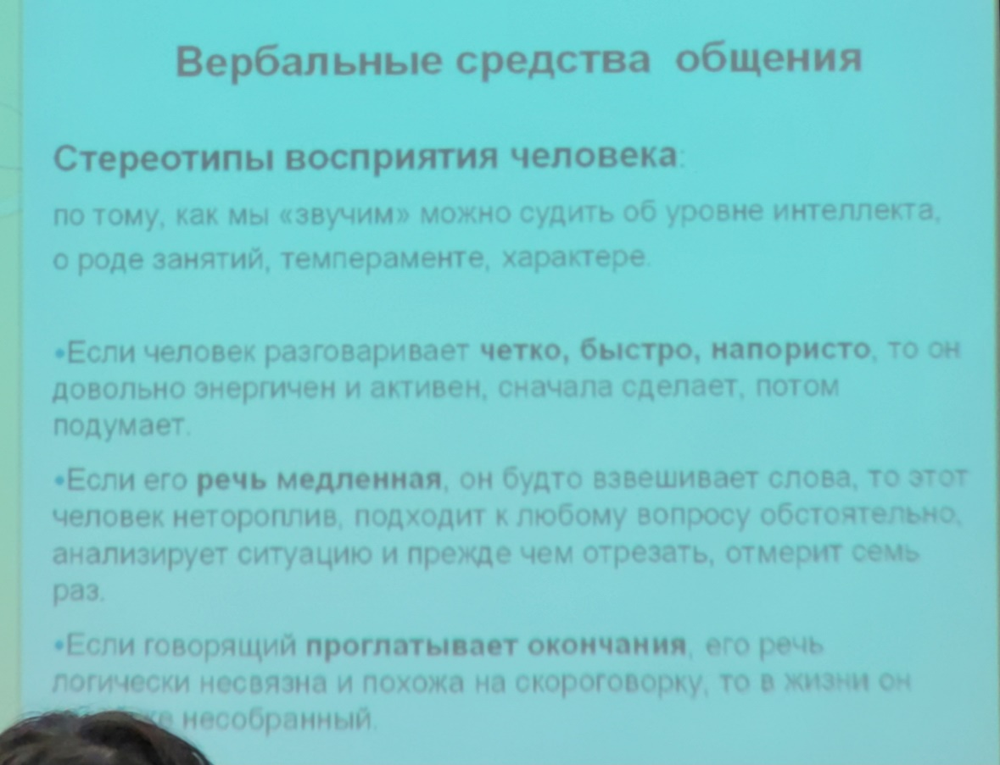 Вербальные средства общения
Стереотипы восприятия человека:
по тому, как мы «звучим» можно судить об уровне интеллекта,
о роде занятий, темпераменте, характере.
•Если человек разговаривает четко, быстро, напористо, то он
довольно энергичен и активен, сначала сделает, потом
подумает.
•Если его речь медленная, он будто взвешивает слова, то этот
человек нетороплив, подходит к любому вопросу обстоятельно,
анализирует ситуацию и прежде чем отрезать, отмерит семь
раз.
•Если говорящий проглатывает окончания, его речь
логически несвязна и похожа на скороговорку, то в жизни он
несобранный.